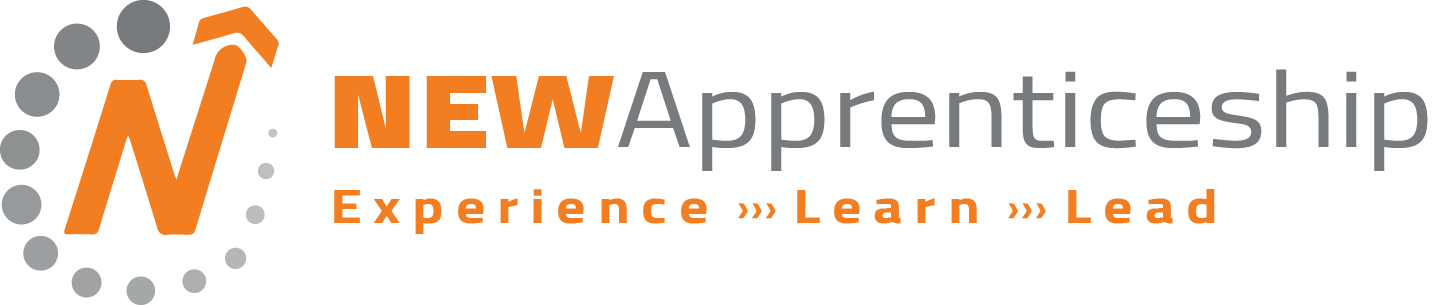 N
NEWApprenticeship
Experience ››› Learn ››› Lead